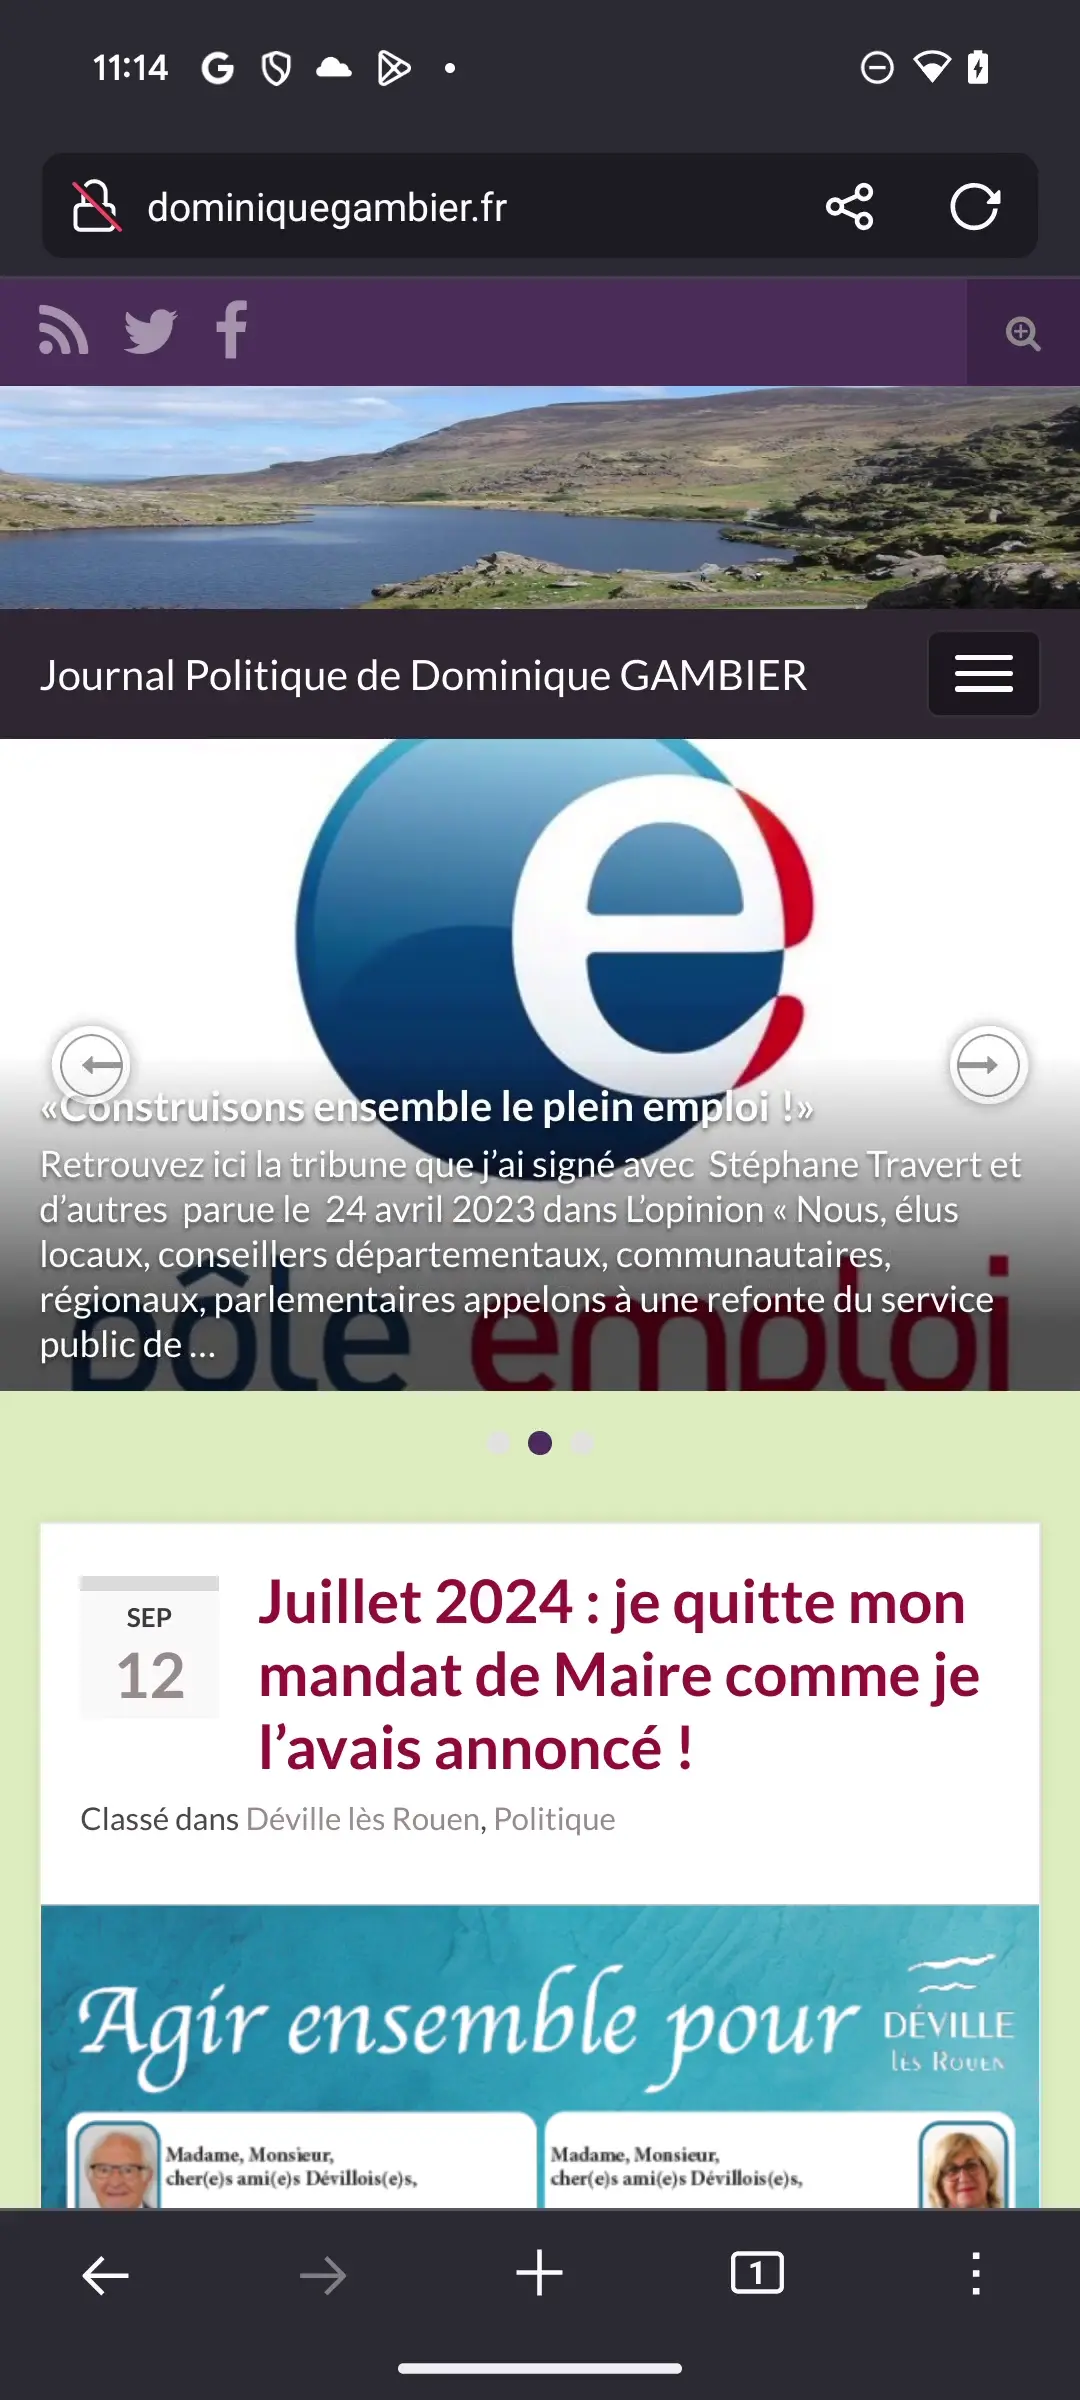 11:14
dominiquegambier.fr
Journal Politique de Dominique GAMBIER
«Construisons ensemble le plein emploi !»
Retrouvez ici la tribune que j’ai signé avec  Stéphane Travert et
d’autres  parue le  24 avril 2023 dans L’opinion « Nous, élus
locaux, conseillers départementaux, communautaires,
régionaux, parlementaires appelons à une refonte du service
public de ...
pôle emploi
SEP
12
Juillet 2024 : je quitte mon
mandat de Maire comme je
l’avais annoncé !
Classé dans Déville lès Rouen, Politique
Agir ensemble pour
DÉVILLE
lès Rouen
Madame, Monsieur,
cher(e)s ami(e)s Dévillois(e)s,
Madame, Monsieur,
cher(e)s ami(e)s Dévillois(e)s,
1